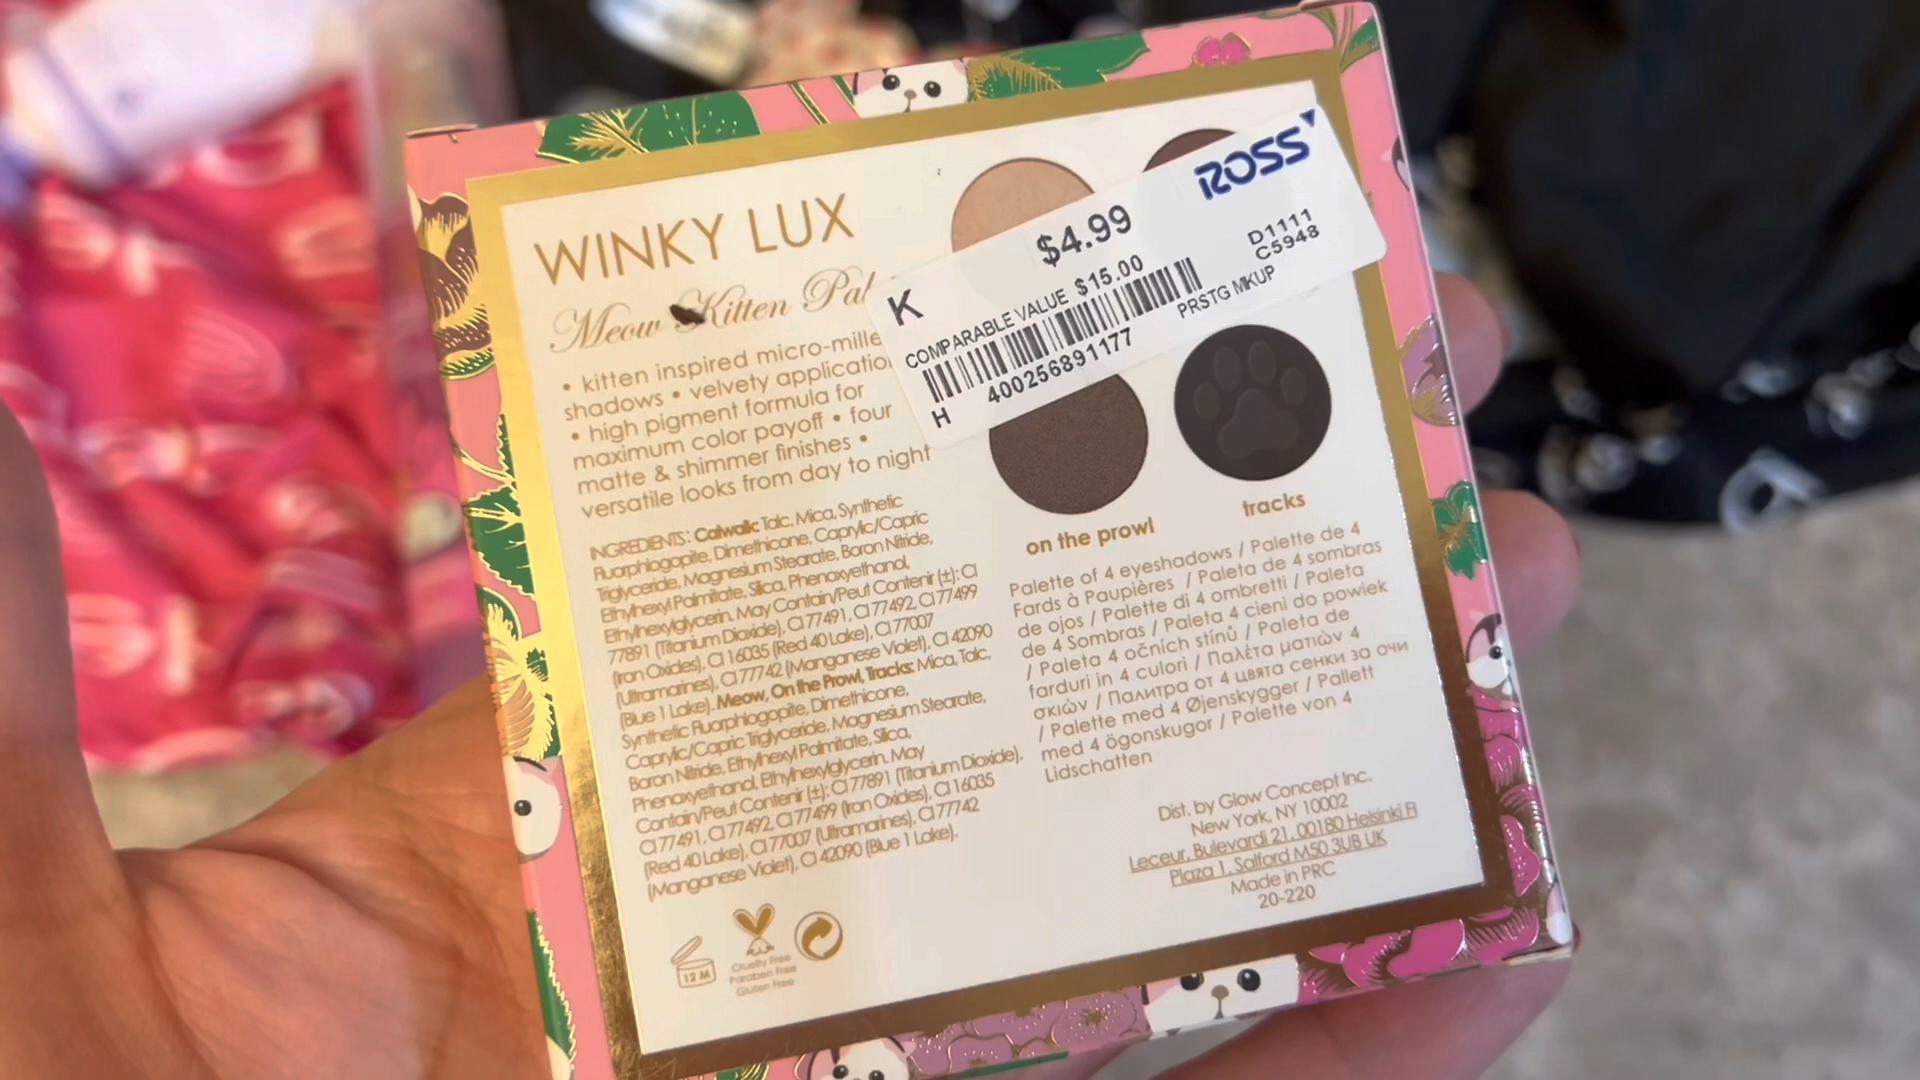 WINKY LUX
Meow Kitten Pal
• kitten inspired micro-mille
shadows • velvety applicatio
• high pigment formula for
maximum color payoff • four
matte & shimmer finishes •
versatile looks from day to night
INGREDIENTS: Catwalk: Talc, Mica, Synthetic
Fluorphlogopite, Dimethicone, Caprylic/Capric
Triglyceride, Magnesium Stearate, Boron Nitride,
Ethylhexyl Palmitate, Silica, Phenoxyethanol,
Ethylhexylglycerin. May Contain/Peut Contenir (±): CI
77891 (Titanium Dioxide), CI 77491, CI 77492, CI 77499
(Iron Oxides), CI 16035 (Red 40 Lake), CI 77007
(Ultramarines), CI 77742 (Manganese Violet), CI 42090
(Blue 1 Lake). Meow, On the Prowl, Tracks: Mica, Talc,
Synthetic Fluorphlogopite, Dimethicone,
Caprylic/Capric Triglyceride, Magnesium Stearate,
Boron Nitride, Ethylhexyl Palmitate, Silica,
Phenoxyethanol, Ethylhexylglycerin. May
Contain/Peut Contenir (±): CI 77891 (Titanium Dioxide),
CI 77491, CI 77492, CI 77499 (Iron Oxides), CI 16035
(Red 40 Lake), CI 77007 (Ultramarines), CI 77742
(Manganese Violet), CI 42090 (Blue 1 Lake).
12 M
Cruelty Free
Paraben Free
Gluten Free
ROSS
$4.99
D111
C5948
K
COMPARABLE VALUE $15.00
PRSTG MKUP
H 400256891177
on the prowl
tracks
Palette of 4 eyeshadows / Palette de 4
Fards à Paupières / Paleta de 4 sombras
de ojos / Palette di 4 ombretti / Paleta
de 4 Sombras / Paleta 4 cieni do powiek
/ Paleta 4 očních stínů / Paleta de
farduri in 4 culori / Παλέτα ματιών 4
σκιών / Палитра от 4 цвята сенки за очи
/ Palette med 4 Øjenskygger / Pallett
med 4 ögonskugor / Palette von 4
Lidschatten
Dist. by Glow Concept Inc.
New York, NY 10002
Leceur, Bulevardi 21, 00180 Helsinki FI
Plaza 1, Salford M50 3UB UK
Made in PRC
20-220